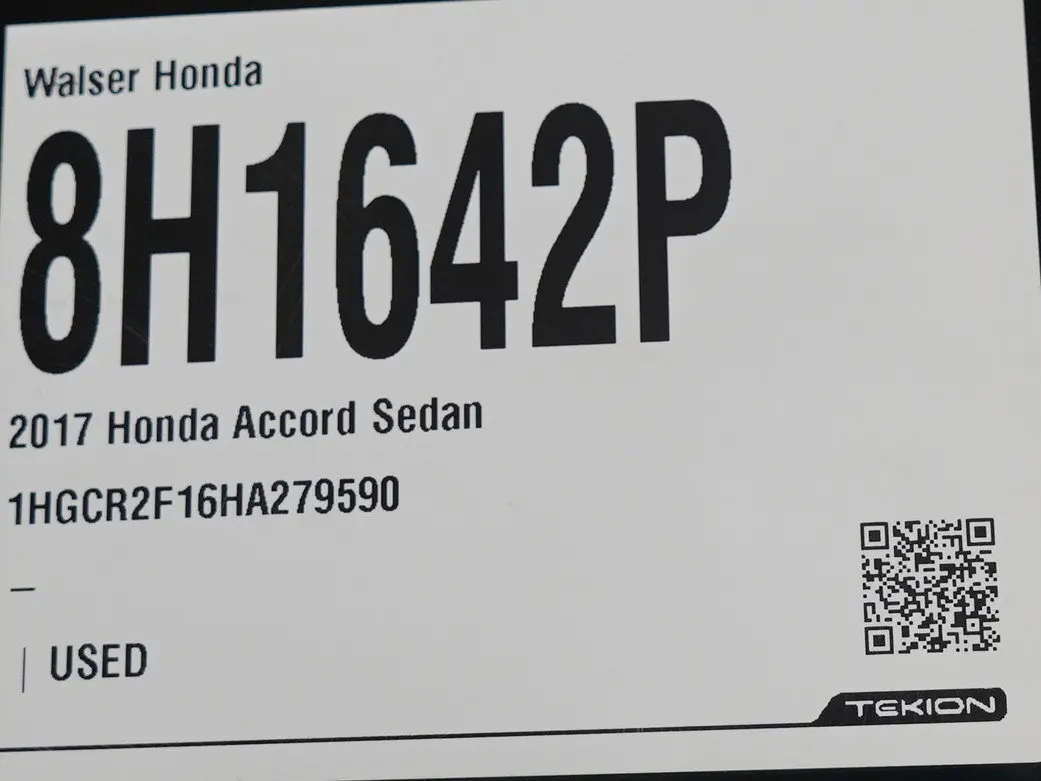 Walser Honda
8H1642P
2017 Honda Accord Sedan
1HGCR2F16HA279590
–
| USED
TEKION